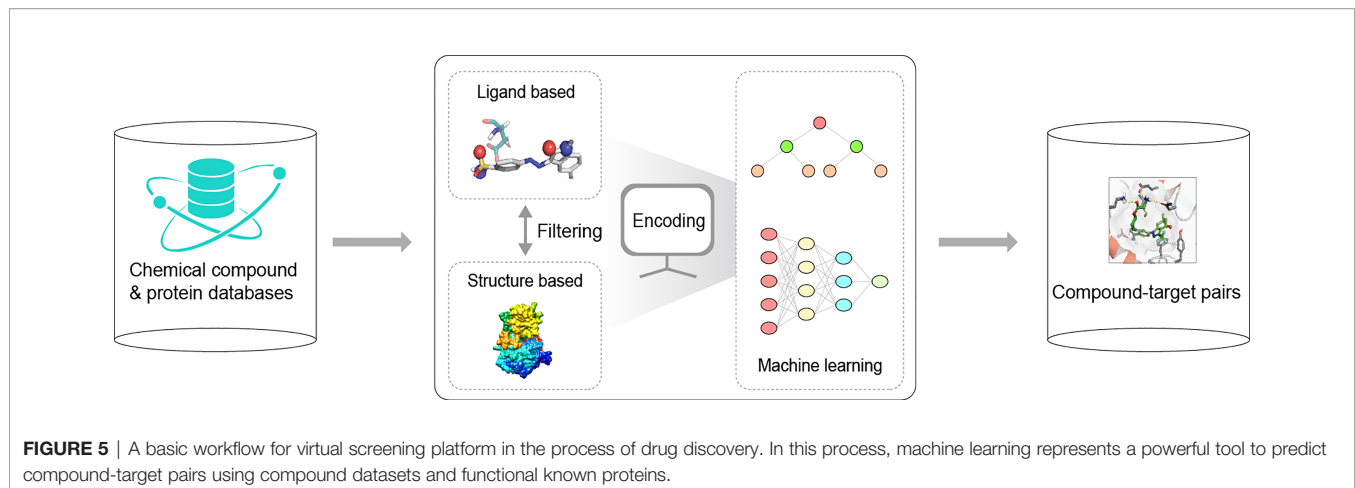 Ligand based
Filtering
Structure based
Encoding
Machine learning
Chemical compound
& protein databases
Compound-target pairs
FIGURE 5 | A basic workflow for virtual screening platform in the process of drug discovery. In this process, machine learning represents a powerful tool to predict
compound-target pairs using compound datasets and functional known proteins.